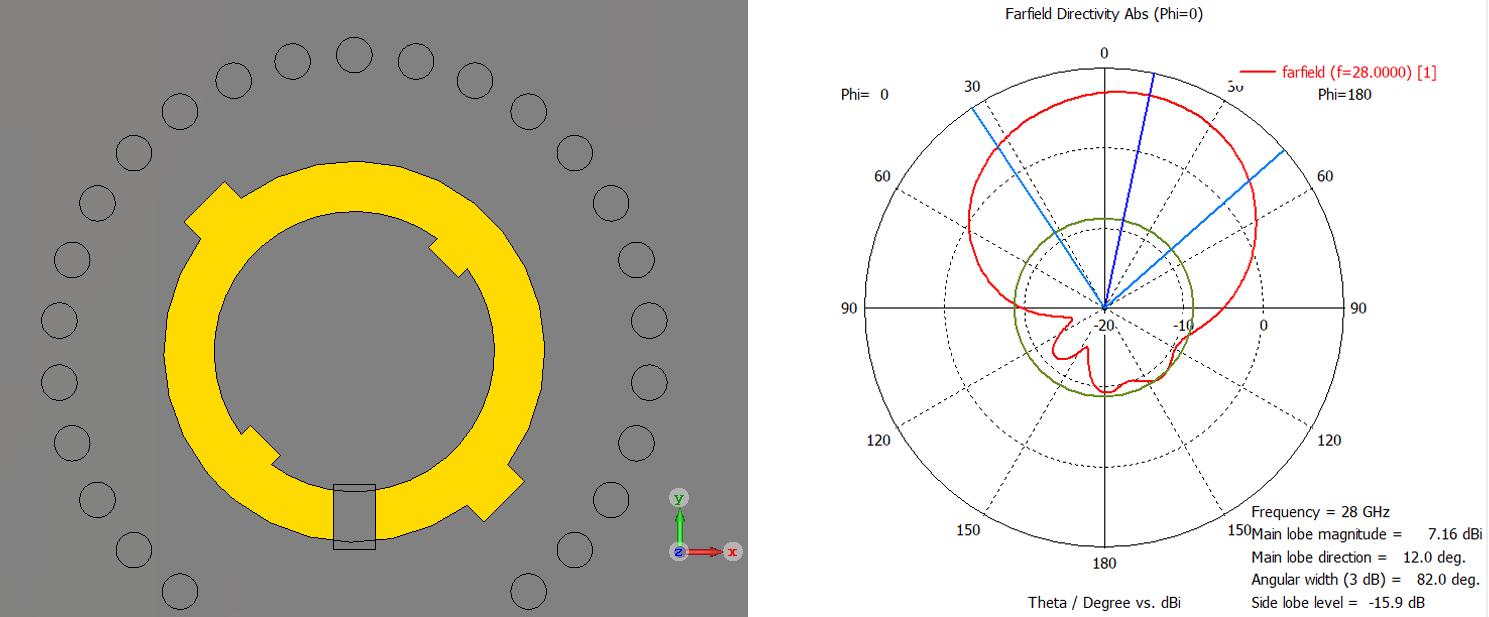 Farfield Directivity Abs (Phi=0)
farfield (f=28.0000) [1]
Phi= 0
Phi=180
0
30
30
60
60
90
90
-20
-10
0
120
120
150
150
180
y
z
x
Frequency = 28 GHz
Main lobe magnitude = 7.16 dBi
Main lobe direction = 12.0 deg.
Angular width (3 dB) = 82.0 deg.
Side lobe level = -15.9 dB
Theta / Degree vs. dBi